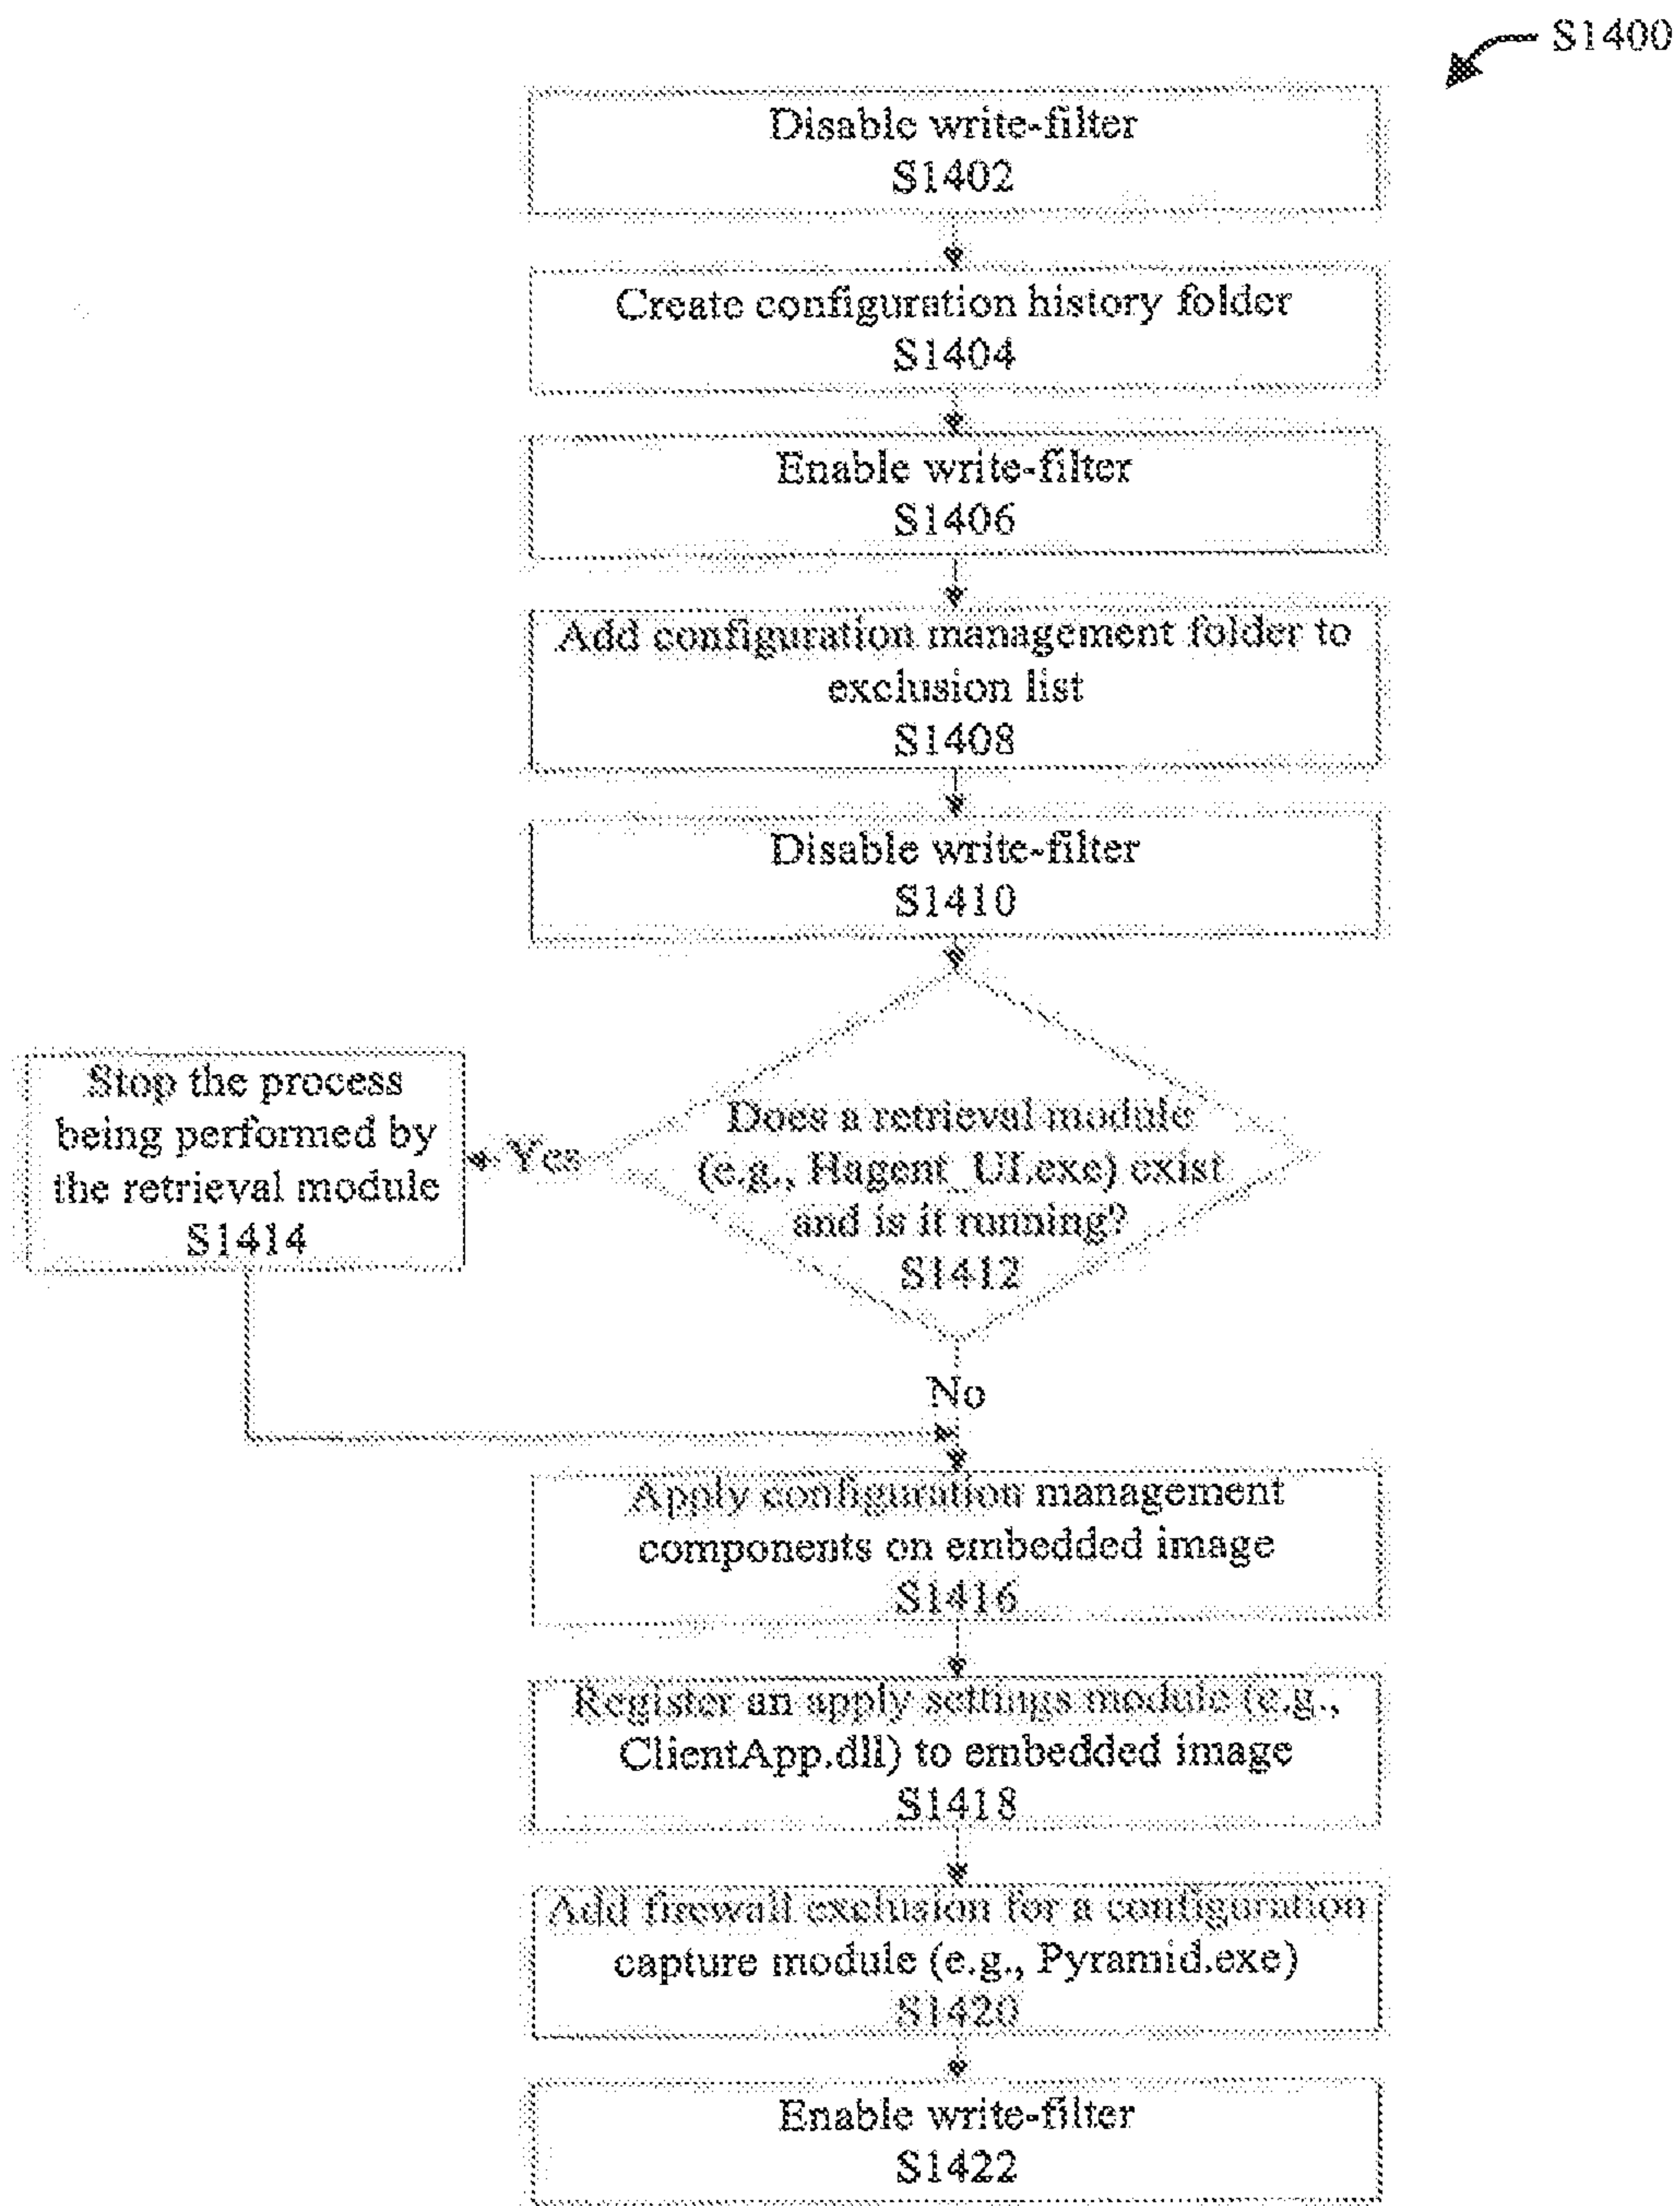 S1400
Disable write-filter
S1402
Create configuration history folder
S1404
Enable write-filter
S1406
Add configuration management folder to
exclusion list
S1408
Disable write-filter
S1410
Does a retrieval module
(e.g., Hagent_UI.exe) exist
and is it running?
S1412
Yes
Stop the process
being performed by
the retrieval module
S1414
No
Apply configuration management
components on embedded image
S1416
Register an apply settings module (e.g.,
ClientApp.dll) to embedded image
S1418
Add firewall exclusion for a configuration
capture module (e.g., Pyramid.exe)
S1420
Enable write-filter
S1422